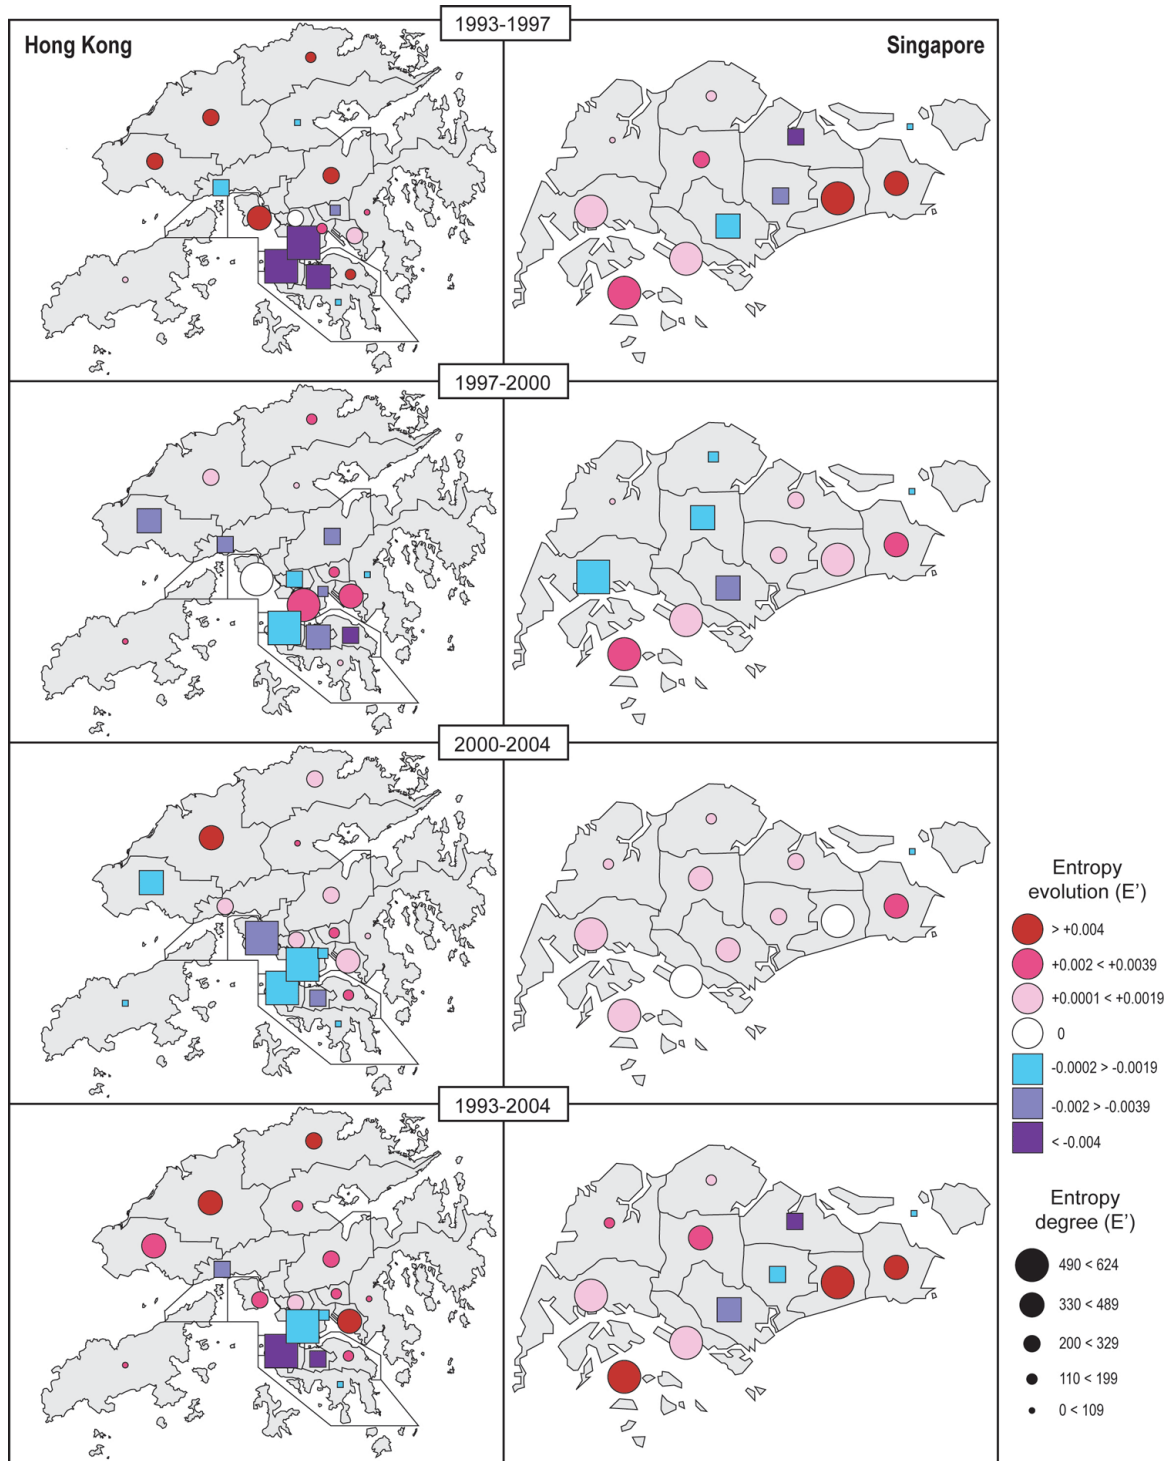 1993-1997
Hong Kong
Singapore
1997-2000
2000-2004
1993-2004
Entropy
evolution (E’)
> +0.004
+0.002 < +0.0039
+0.0001 < +0.0019
0
-0.0002 > -0.0019
-0.002 > -0.0039
< -0.004
Entropy
degree (E’)
490 < 624
330 < 489
200 < 329
110 < 199
0 < 109